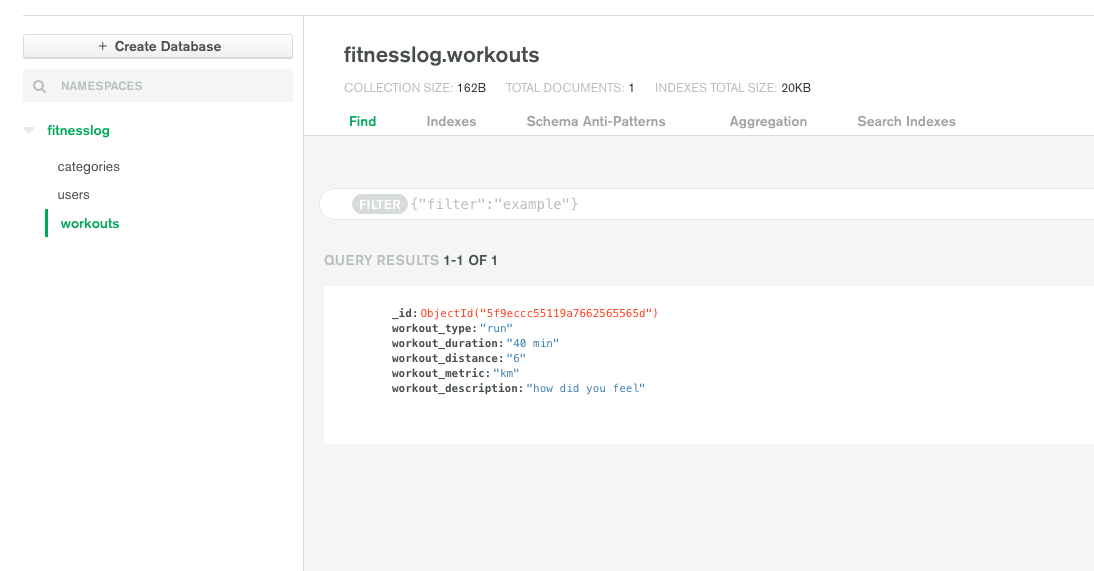 + Create Database
NAMESPACES
fitnesslog
categories
users
workouts
fitnesslog.workouts
COLLECTION SIZE: 162B TOTAL DOCUMENTS: 1 INDEXES TOTAL SIZE: 20KB
Find Indexes Schema Anti-Patterns Aggregation Search Indexes
FILTER {"filter":"example"}
QUERY RESULTS 1-1 OF 1
_id: ObjectId("5f9eccc55119a7662565565d")
workout_type: "run"
workout_duration: "40 min"
workout_distance: "6"
workout_metric: "km"
workout_description: "how did you feel"